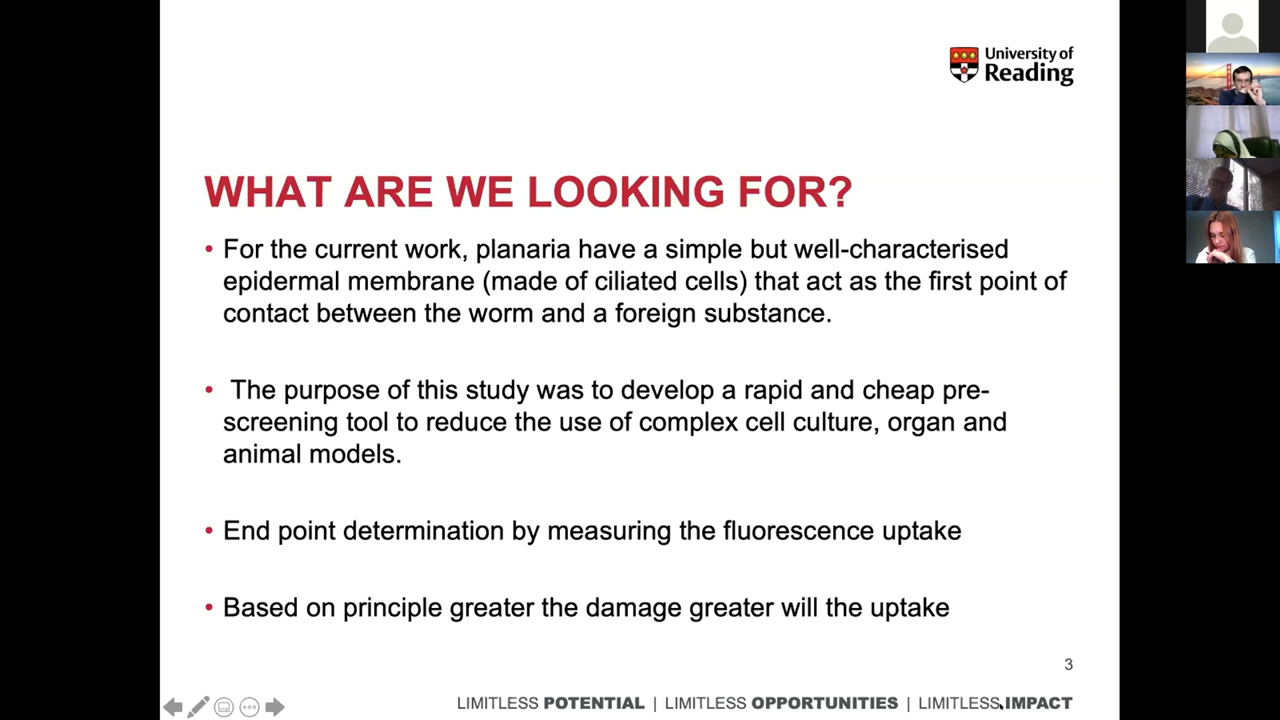 University of
Reading
WHAT ARE WE LOOKING FOR?
• For the current work, planaria have a simple but well-characterised
epidermal membrane (made of ciliated cells) that act as the first point of
contact between the worm and a foreign substance.
• The purpose of this study was to develop a rapid and cheap pre-
screening tool to reduce the use of complex cell culture, organ and
animal models.
• End point determination by measuring the fluorescence uptake
• Based on principle greater the damage greater will the uptake
3
LIMITLESS POTENTIAL | LIMITLESS OPPORTUNITIES | LIMITLESS IMPACT